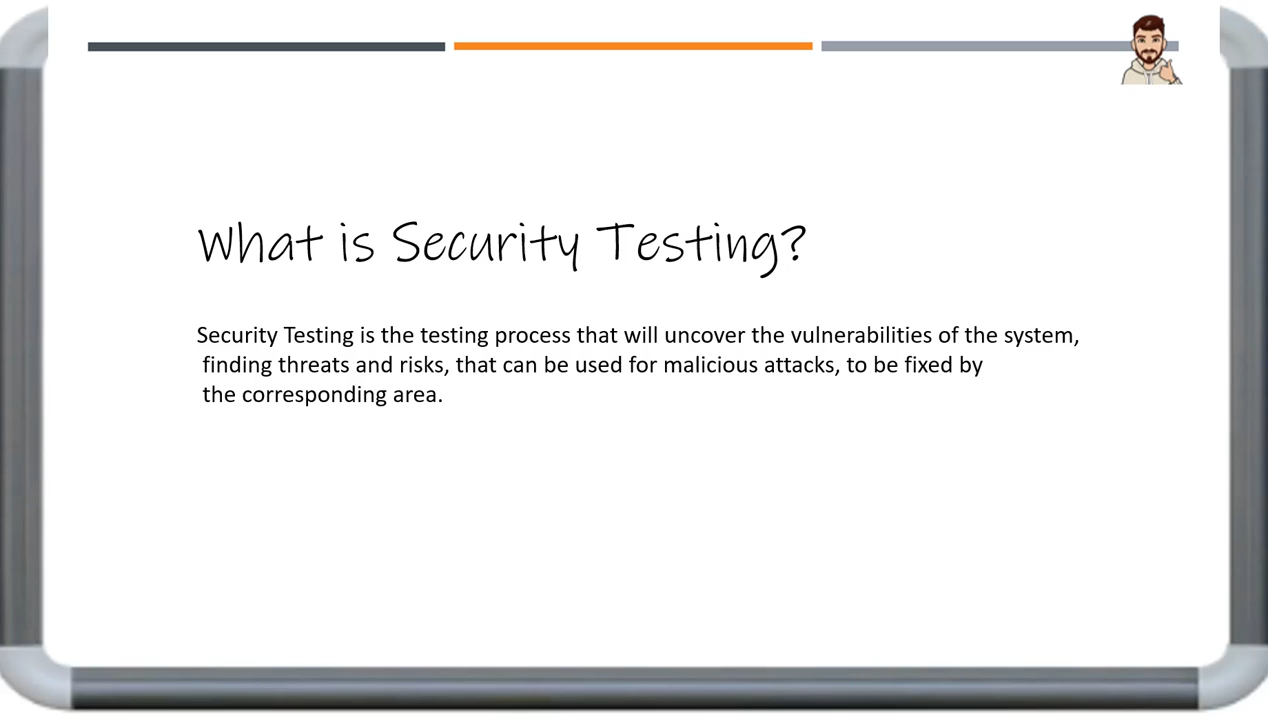 What is Security Testing?
Security Testing is the testing process that will uncover the vulnerabilities of the system,
finding threats and risks, that can be used for malicious attacks, to be fixed by
the corresponding area.